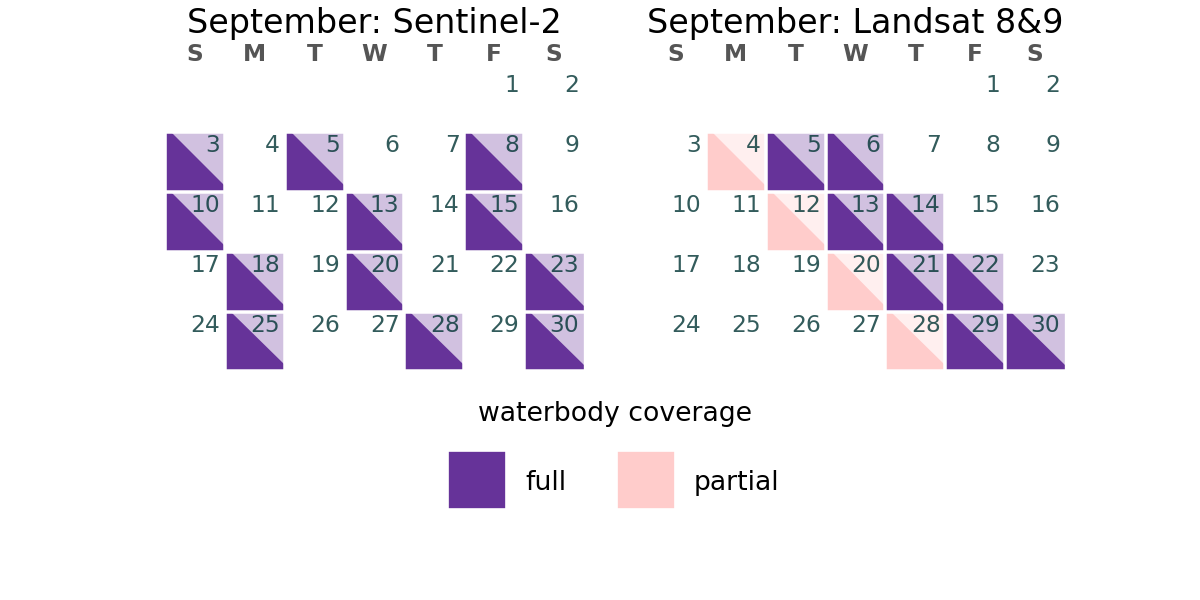 September: Sentinel-2
S M T W T F S
1 2
3 4 5 6 7 8 9
10 11 12 13 14 15 16
17 18 19 20 21 22 23
24 25 26 27 28 29 30
September: Landsat 8&9
S M T W T F S
1 2
3 4 5 6 7 8 9
10 11 12 13 14 15 16
17 18 19 20 21 22 23
24 25 26 27 28 29 30
waterbody coverage
full partial